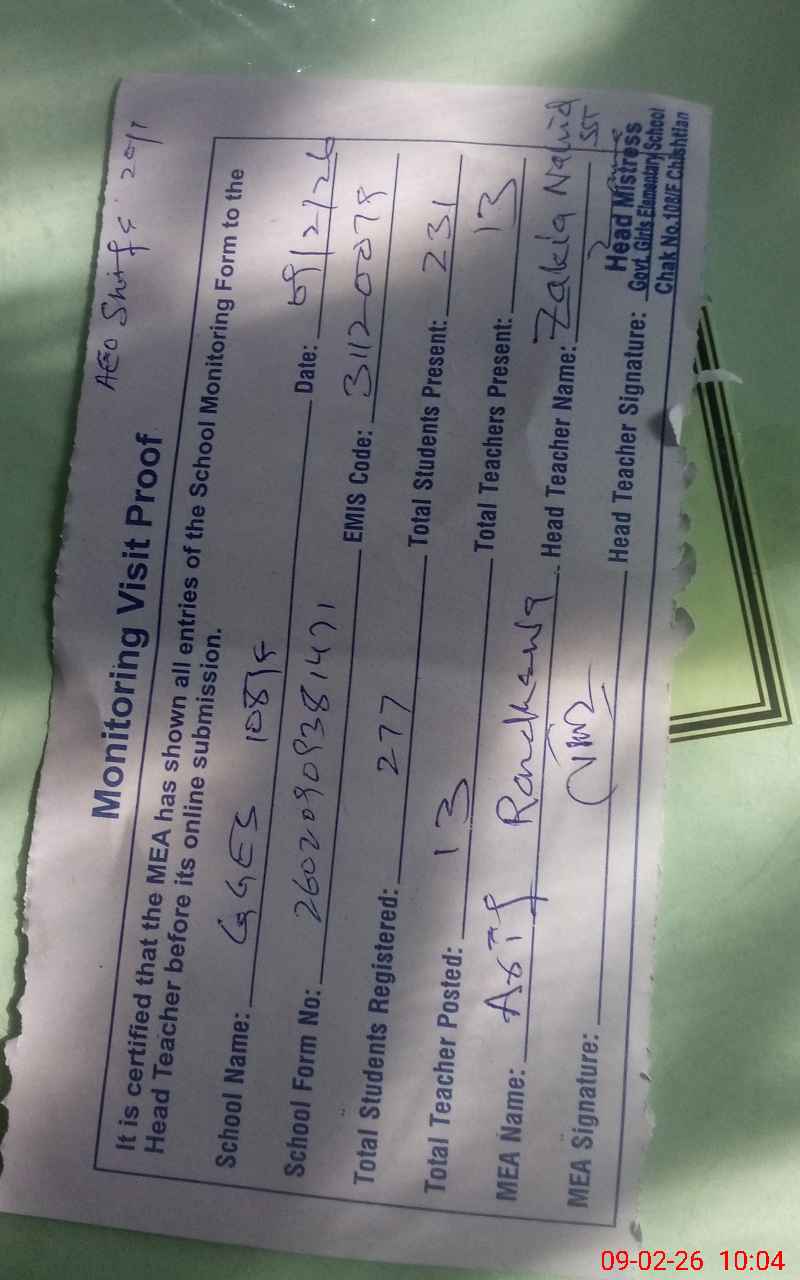 AEO Shift 2011
Monitoring Visit Proof
It is certified that the MEA has shown all entries of the School Monitoring Form to the
Head Teacher before its online submission.
School Name: GGES 108/F Date: 09/2/26
School Form No: 26020909381471 EMIS Code: 31120078
Total Students Registered: 277 Total Students Present: 231
Total Teacher Posted: 13 Total Teachers Present: 13
MEA Name: Asif Randhawa Head Teacher Name: Zakia Nahid SST
MEA Signature: Head Teacher Signature:
Head Mistress
Govt. Girls Elementary School
Chak No. 108/F Chishtian
09-02-26 10:04